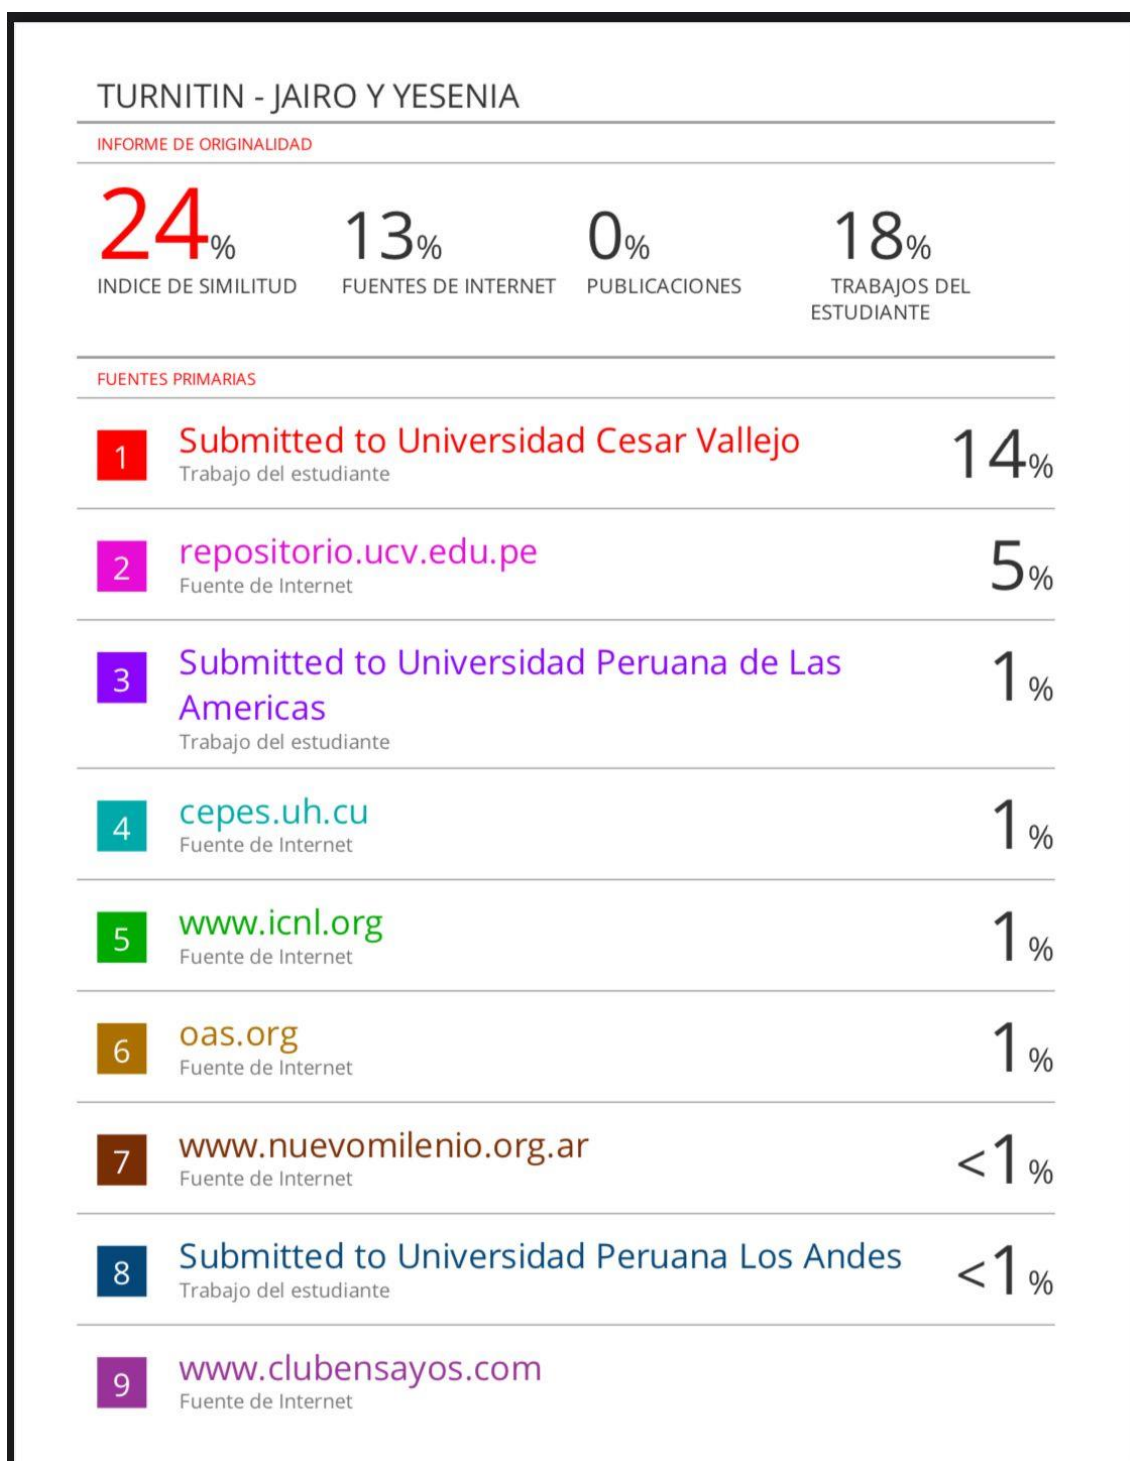 TURNITIN - JAIRO Y YESENIA
INFORME DE ORIGINALIDAD
24%
INDICE DE SIMILITUD
13%
FUENTES DE INTERNET
0%
PUBLICACIONES
18%
TRABAJOS DEL
ESTUDIANTE
FUENTES PRIMARIAS
1
Submitted to Universidad Cesar Vallejo
Trabajo del estudiante
14%
2
repositorio.ucv.edu.pe
Fuente de Internet
5%
3
Submitted to Universidad Peruana de Las
Americas
Trabajo del estudiante
1%
4
cepes.uh.cu
Fuente de Internet
1%
5
www.icnl.org
Fuente de Internet
1%
6
oas.org
Fuente de Internet
1%
7
www.nuevomilenio.org.ar
Fuente de Internet
<1%
8
Submitted to Universidad Peruana Los Andes
Trabajo del estudiante
<1%
9
www.clubensayos.com
Fuente de Internet